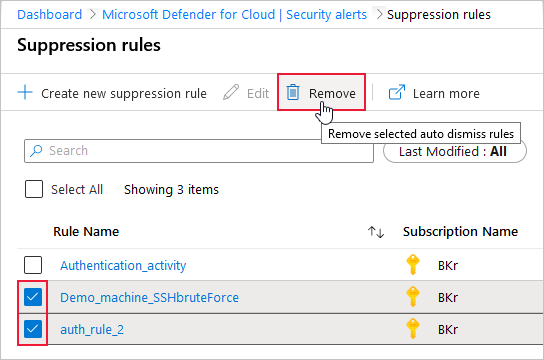 Dashboard > Microsoft Defender for Cloud | Security alerts > Suppression rules
Suppression rules
+ Create new suppression rule Edit Remove Learn more
Remove selected auto dismiss rules
Search Last Modified : All
Select All Showing 3 items
Rule Name ↑↓ Subscription Name
Authentication_activity BKr
Demo_machine_SSHbruteForce BKr
auth_rule_2 BKr